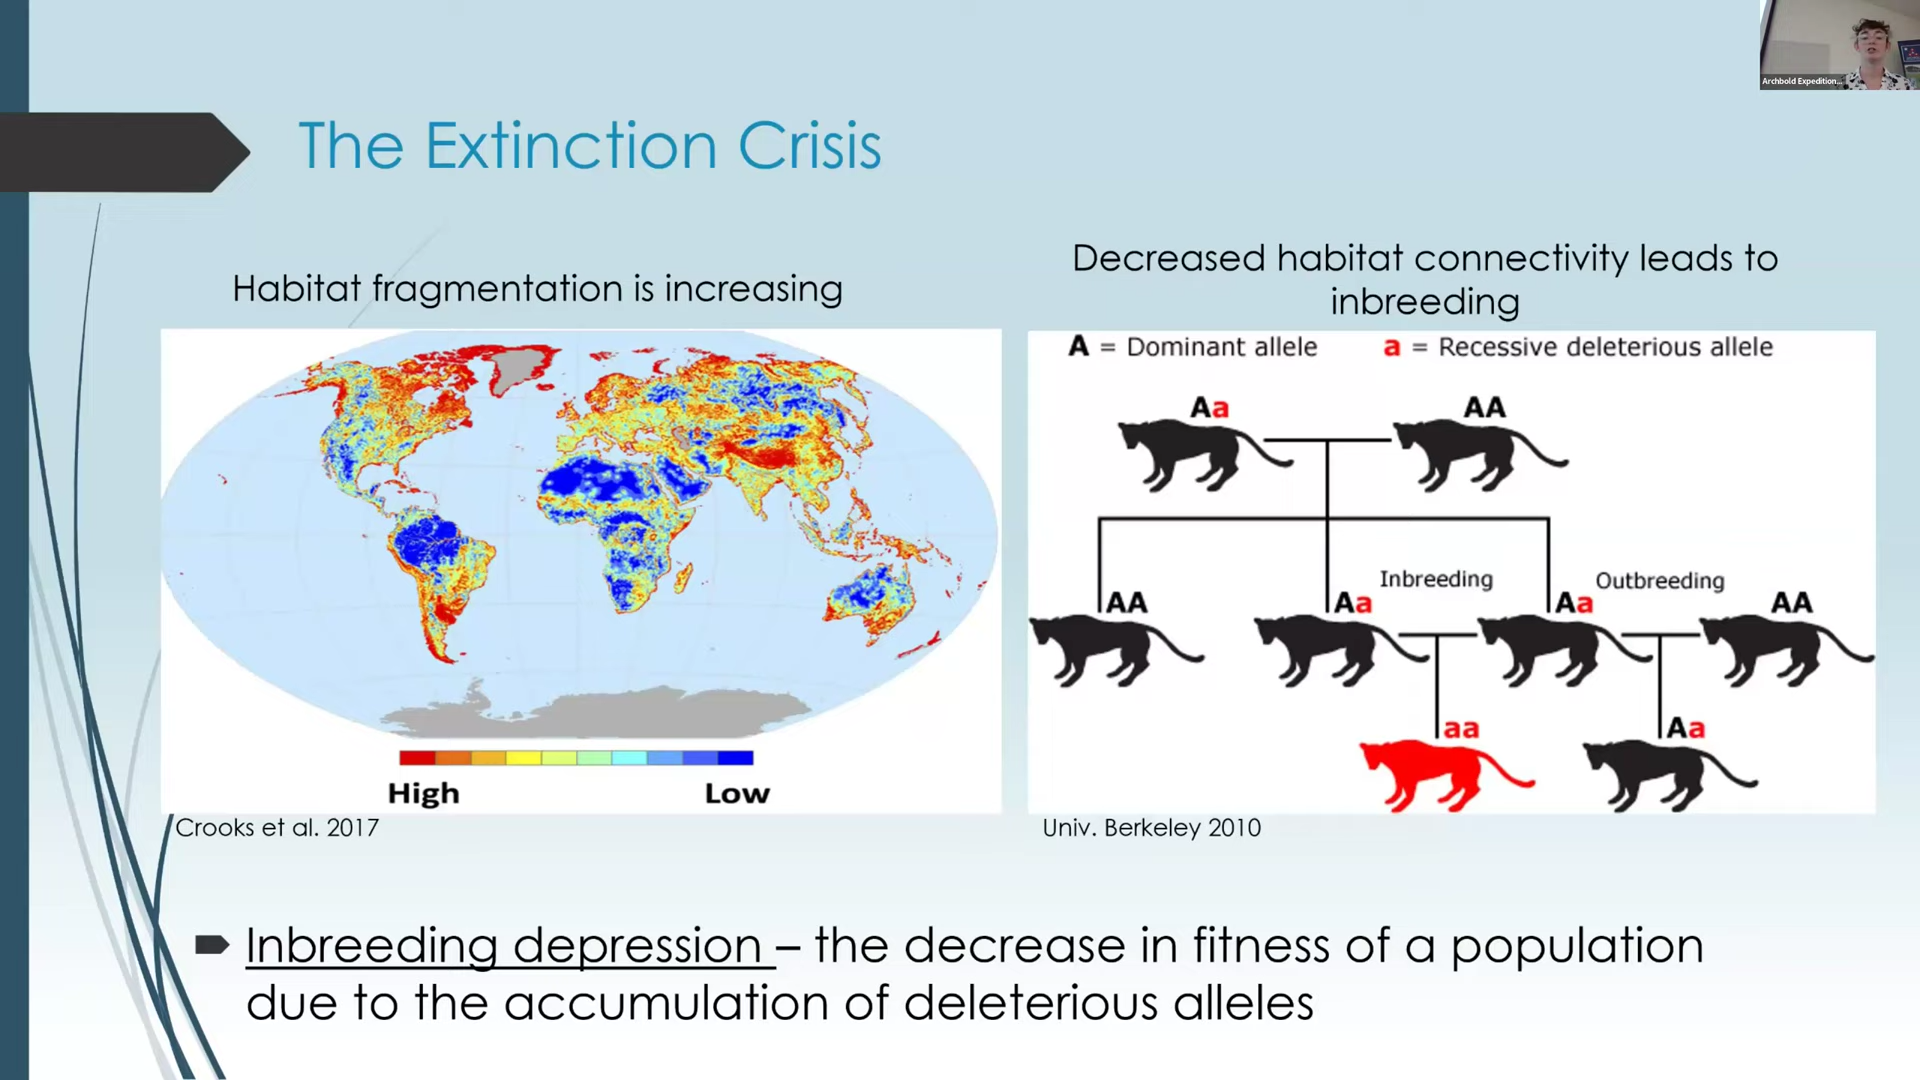 Archbold Expedition...
The Extinction Crisis
Habitat fragmentation is increasing
High Low
Crooks et al. 2017
Decreased habitat connectivity leads to
inbreeding
A = Dominant allele a = Recessive deleterious allele
Aa AA
Inbreeding Outbreeding
AA Aa Aa AA
aa Aa
Univ. Berkeley 2010
Inbreeding depression – the decrease in fitness of a population
due to the accumulation of deleterious alleles